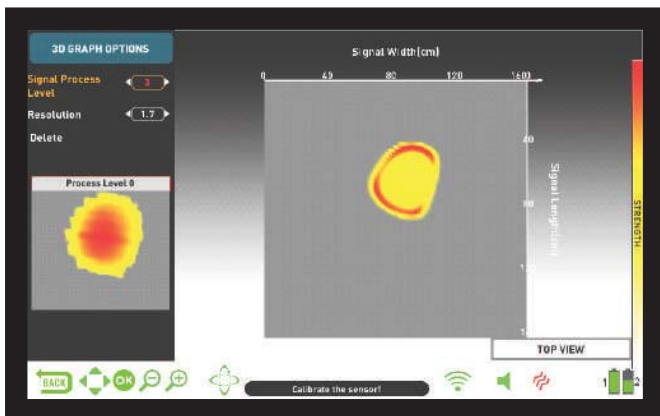 3D GRAPH OPTIONS
Signal Process Level
3
Resolution
1.7
Delete
Process Level 0
Signal Width(cm)
0 40 80 120 160
40
80
Signal Lenght(cm)
STRENGTH
TOP VIEW
BACK
OK
Calibrate the sensor!
1
2